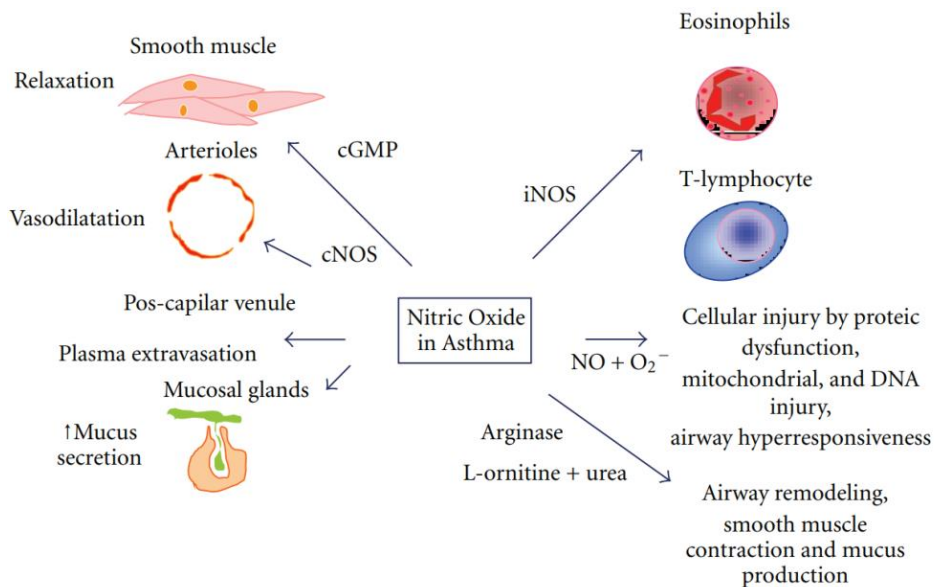 Smooth muscle
Relaxation
cGMP
Arterioles
Vasodilatation
cNOS
Pos-capilar venule
Plasma extravasation
Mucosal glands
↑Mucus
secretion
Nitric Oxide
in Asthma
Eosinophils
iNOS
T-lymphocyte
NO + O₂⁻
Cellular injury by proteic
dysfunction,
mitochondrial, and DNA
injury,
airway hyperresponsiveness
Arginase
L-ornitine + urea
Airway remodeling,
smooth muscle
contraction and mucus
production